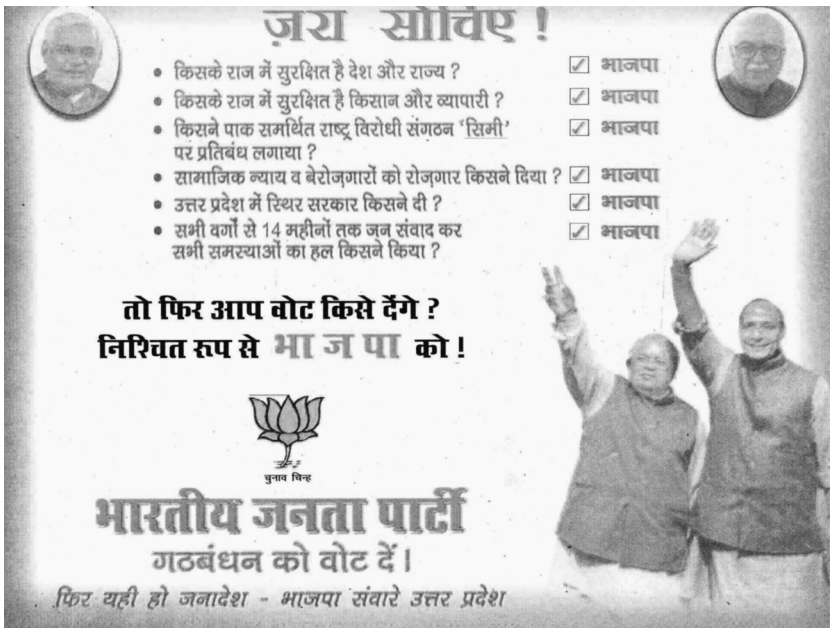 ज़रा सोचिए !
• किसके राज में सुरक्षित है देश और राज्य ? ✓ भाजपा
• किसके राज में सुरक्षित है किसान और व्यापारी ? ✓ भाजपा
• किसने पाक समर्थित राष्ट्र विरोधी संगठन 'सिमी' ✓ भाजपा
पर प्रतिबंध लगाया ?
• सामाजिक न्याय व बेरोज़गारों को रोज़गार किसने दिया ? ✓ भाजपा
• उत्तर प्रदेश में स्थिर सरकार किसने दी ? ✓ भाजपा
• सभी वर्गों से 14 महीनों तक जन संवाद कर ✓ भाजपा
सभी समस्याओं का हल किसने किया ?
तो फिर आप वोट किसे देंगे ?
निश्चित रूप से भा ज पा को !
चुनाव चिन्ह
भारतीय जनता पार्टी
गठबंधन को वोट दें।
फिर यही हो जनादेश - भाजपा संवारे उत्तर प्रदेश